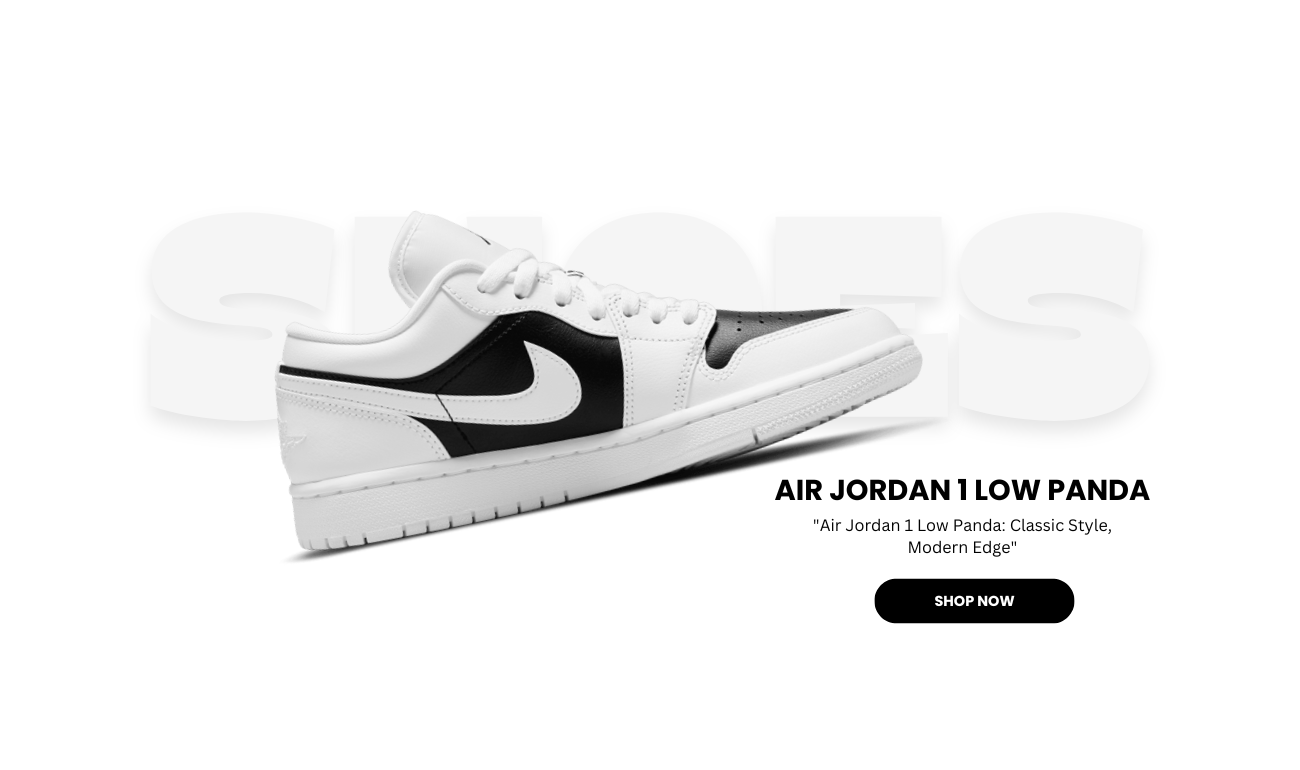 SHOES
AIR JORDAN 1 LOW PANDA
"Air Jordan 1 Low Panda: Classic Style,
Modern Edge"
SHOP NOW